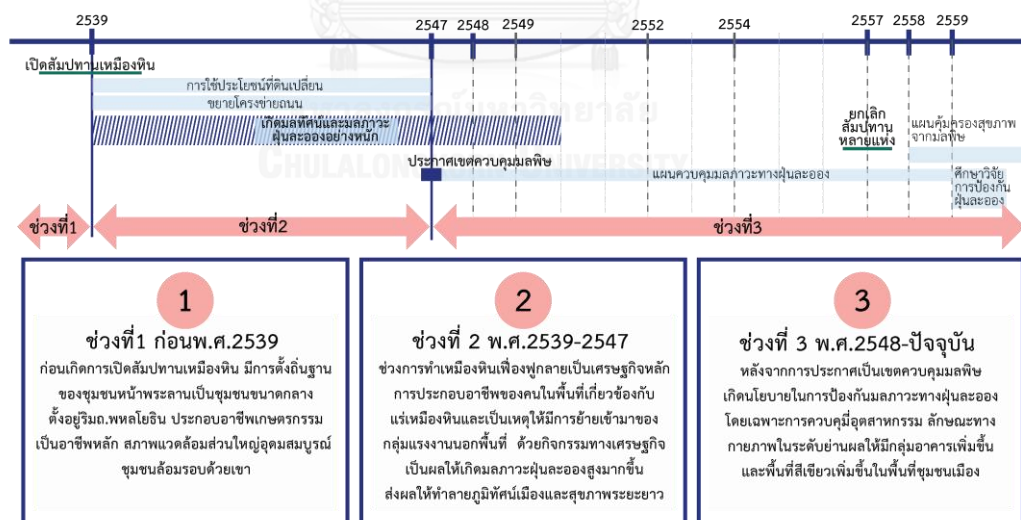 2539
2547
2548
2549
2552
2554
2557
2558
2559
เปิดสัมปทานเหมืองหิน
การใช้ประโยชน์ที่ดินเปลี่ยน
ขยายโครงข่ายถนน
เกิดมลทัศน์และมลภาวะ
ฝุ่นละอองอย่างหนัก
จุฬาลงกรณ์มหาวิทยาลัย
CHULALONGKORN UNIVERSITY
ประกาศเขตควบคุมมลพิษ
ยกเลิก
สัมปทาน
หลายแห่ง
แผนคุ้มครองสุขภาพ
จากมลพิษ
แผนควบคุมมลภาวะทางฝุ่นละออง
ศึกษาวิจัย
การป้องกัน
ฝุ่นละออง
ช่วงที่1
ช่วงที่2
ช่วงที่3
1
ช่วงที่1 ก่อนพ.ศ.2539
ก่อนเกิดการเปิดสัมปทานเหมืองหิน มีการตั้งถิ่นฐาน
ของชุมชนหน้าพระลานเป็นชุมชนขนาดกลาง
ตั้งอยู่ริมถ.พหลโยธิน ประกอบอาชีพเกษตรกรรม
เป็นอาชีพหลัก สภาพแวดล้อมส่วนใหญ่อุดมสมบูรณ์
ชุมชนล้อมรอบด้วยเขา
2
ช่วงที่ 2 พ.ศ.2539-2547
ช่วงการทำเหมืองหินเฟื่องฟูกลายเป็นเศรษฐกิจหลัก
การประกอบอาชีพของคนในพื้นที่เกี่ยวข้องกับ
แร่เหมืองหินและเป็นเหตุให้มีการย้ายเข้ามาของ
กลุ่มแรงงานนอกพื้นที่ ด้วยกิจกรรมทางเศรษฐกิจ
เป็นผลให้เกิดมลภาวะฝุ่นละอองสูงมากขึ้น
ส่งผลให้ทำลายภูมิทัศน์เมืองและสุขภาพระยะยาว
3
ช่วงที่ 3 พ.ศ.2548-ปัจจุบัน
หลังจากการประกาศเป็นเขตควบคุมมลพิษ
เกิดนโยบายในการป้องกันมลภาวะทางฝุ่นละออง
โดยเฉพาะการควบคุมอุตสาหกรรม ลักษณะทาง
กายภาพในระดับย่านผลให้มีกลุ่มอาคารเพิ่มขึ้น
และพื้นที่สีเขียวเพิ่มขึ้นในพื้นที่ชุมชนเมือง